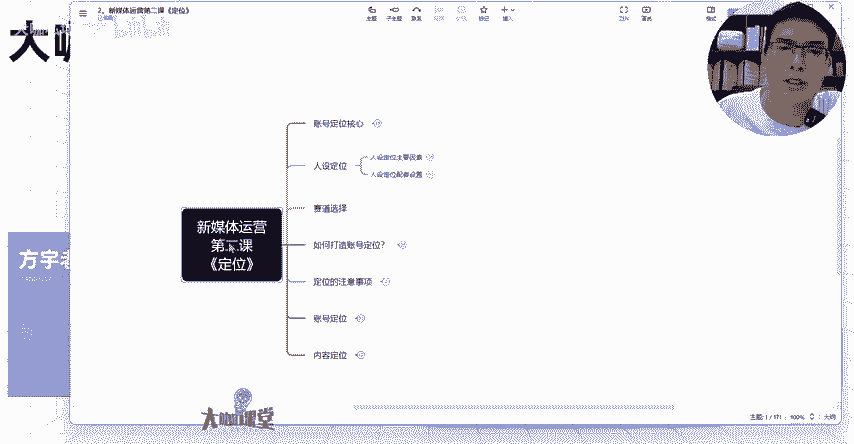 大咖
2、新媒体运营第二课《定位》
主题
子主题
插入
账号定位核心
人设定位
人设定位主要因素
人设定位配套设置
赛道选择
新媒体运营
第二课
《定位》
如何打造账号定位?
定位的注意事项
账号定位
内容定位
方宇老
大咖课堂
主题: 1 / 171
100%
大纲